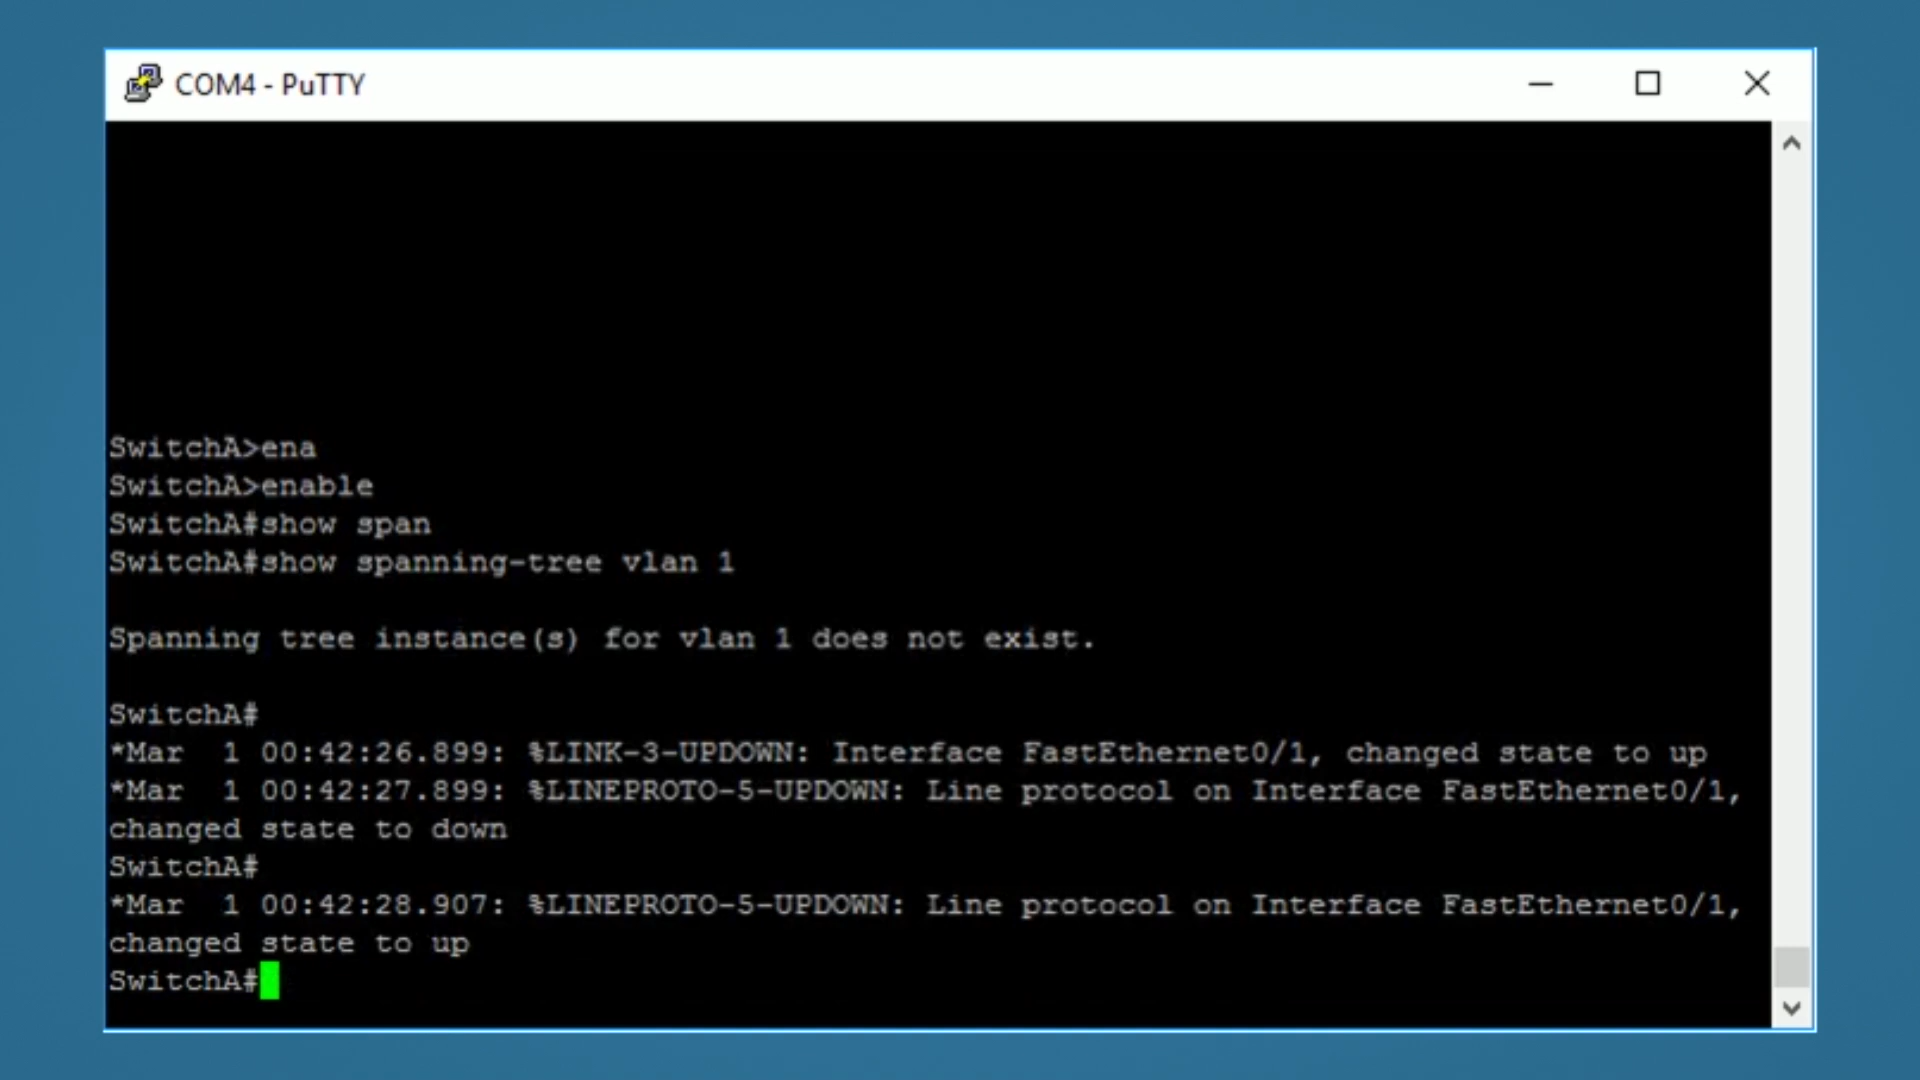 COM4 - PuTTY
SwitchA>ena
SwitchA>enable
SwitchA#show span
SwitchA#show spanning-tree vlan 1
Spanning tree instance(s) for vlan 1 does not exist.
SwitchA#
*Mar  1 00:42:26.899: %LINK-3-UPDOWN: Interface FastEthernet0/1, changed state to up
*Mar  1 00:42:27.899: %LINEPROTO-5-UPDOWN: Line protocol on Interface FastEthernet0/1,
changed state to down
SwitchA#
*Mar  1 00:42:28.907: %LINEPROTO-5-UPDOWN: Line protocol on Interface FastEthernet0/1,
changed state to up
SwitchA#